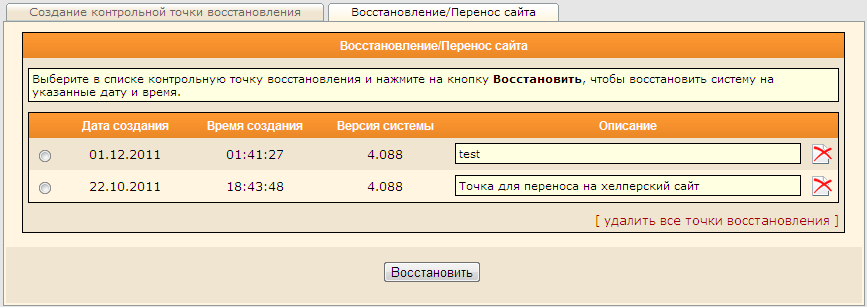 Создание контрольной точки восстановления Восстановление/Перенос сайта
Восстановление/Перенос сайта
Выберите в списке контрольную точку восстановления и нажмите на кнопку Восстановить, чтобы восстановить систему на
указанные дату и время.
Дата создания Время создания Версия системы Описание
01.12.2011 01:41:27 4.088 test
22.10.2011 18:43:48 4.088 Точка для переноса на хелперский сайт
[ удалить все точки восстановления ]
Восстановить